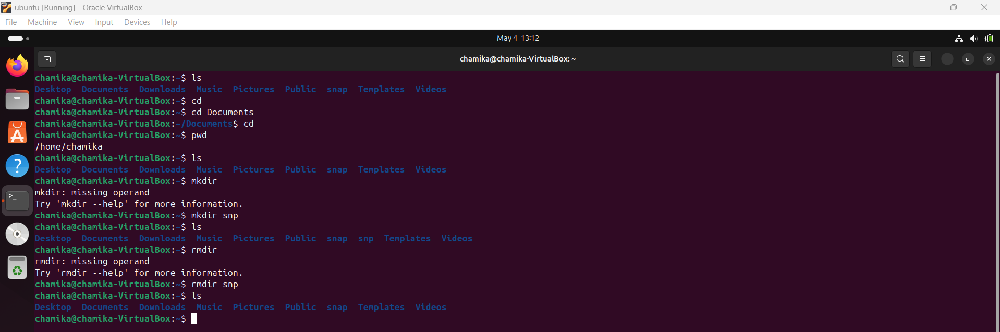 ubuntu [Running] - Oracle VirtualBox
File Machine View Input Devices Help
May 4 13:12
chamika@chamika-VirtualBox: ~
chamika@chamika-VirtualBox:~$ ls
Desktop Documents Downloads Music Pictures Public snap Templates Videos
chamika@chamika-VirtualBox:~$ cd
chamika@chamika-VirtualBox:~$ cd Documents
chamika@chamika-VirtualBox:~/Documents$ cd
chamika@chamika-VirtualBox:~$ pwd
/home/chamika
chamika@chamika-VirtualBox:~$ ls
Desktop Documents Downloads Music Pictures Public snap Templates Videos
chamika@chamika-VirtualBox:~$ mkdir
mkdir: missing operand
Try 'mkdir --help' for more information.
chamika@chamika-VirtualBox:~$ mkdir snp
chamika@chamika-VirtualBox:~$ ls
Desktop Documents Downloads Music Pictures Public snap snp Templates Videos
chamika@chamika-VirtualBox:~$ rmdir
rmdir: missing operand
Try 'rmdir --help' for more information.
chamika@chamika-VirtualBox:~$ rmdir snp
chamika@chamika-VirtualBox:~$ ls
Desktop Documents Downloads Music Pictures Public snap Templates Videos
chamika@chamika-VirtualBox:~$